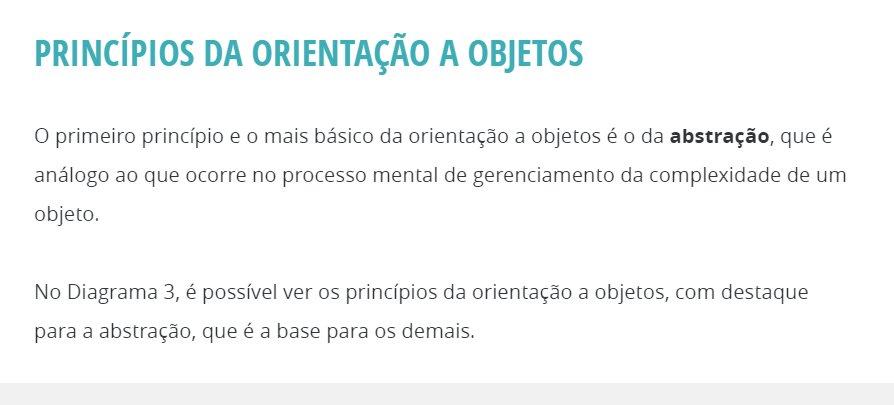 PRINCÍPIOS DA ORIENTAÇÃO A OBJETOS
O primeiro princípio e o mais básico da orientação a objetos é o da abstração, que é
análogo ao que ocorre no processo mental de gerenciamento da complexidade de um
objeto.
No Diagrama 3, é possível ver os princípios da orientação a objetos, com destaque
para a abstração, que é a base para os demais.